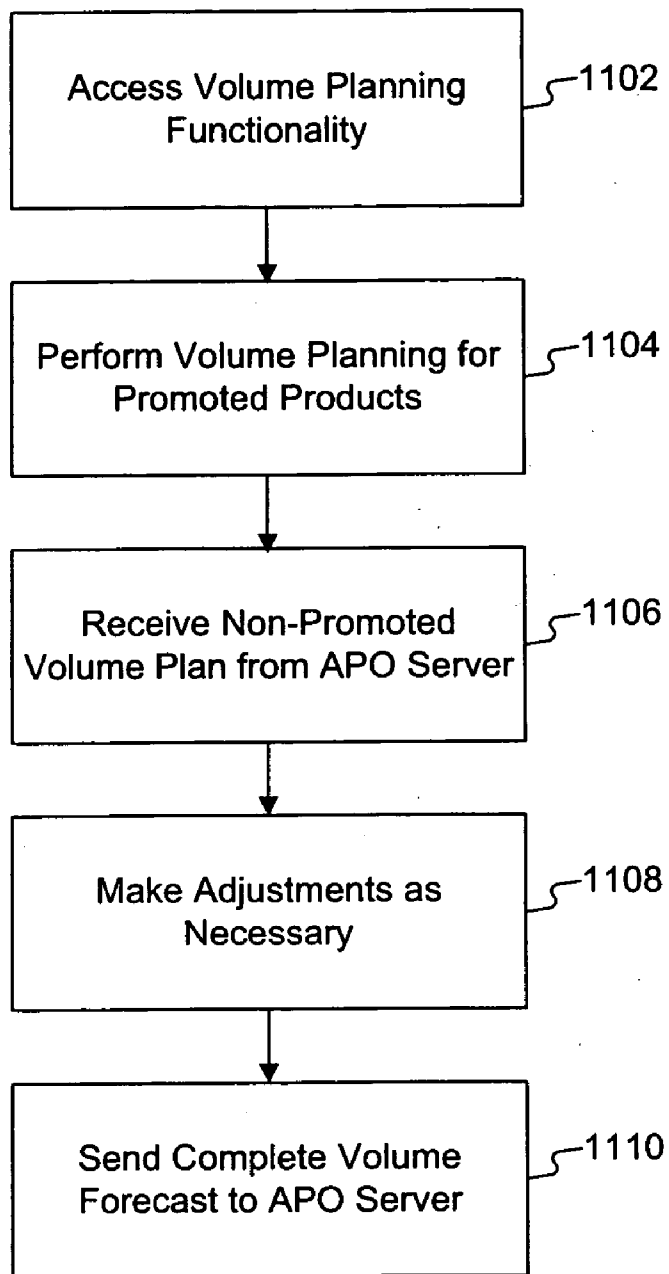 Access Volume Planning
Functionality
1102
Perform Volume Planning for
Promoted Products
1104
Receive Non-Promoted
Volume Plan from APO Server
1106
Make Adjustments as
Necessary
1108
Send Complete Volume
Forecast to APO Server
1110